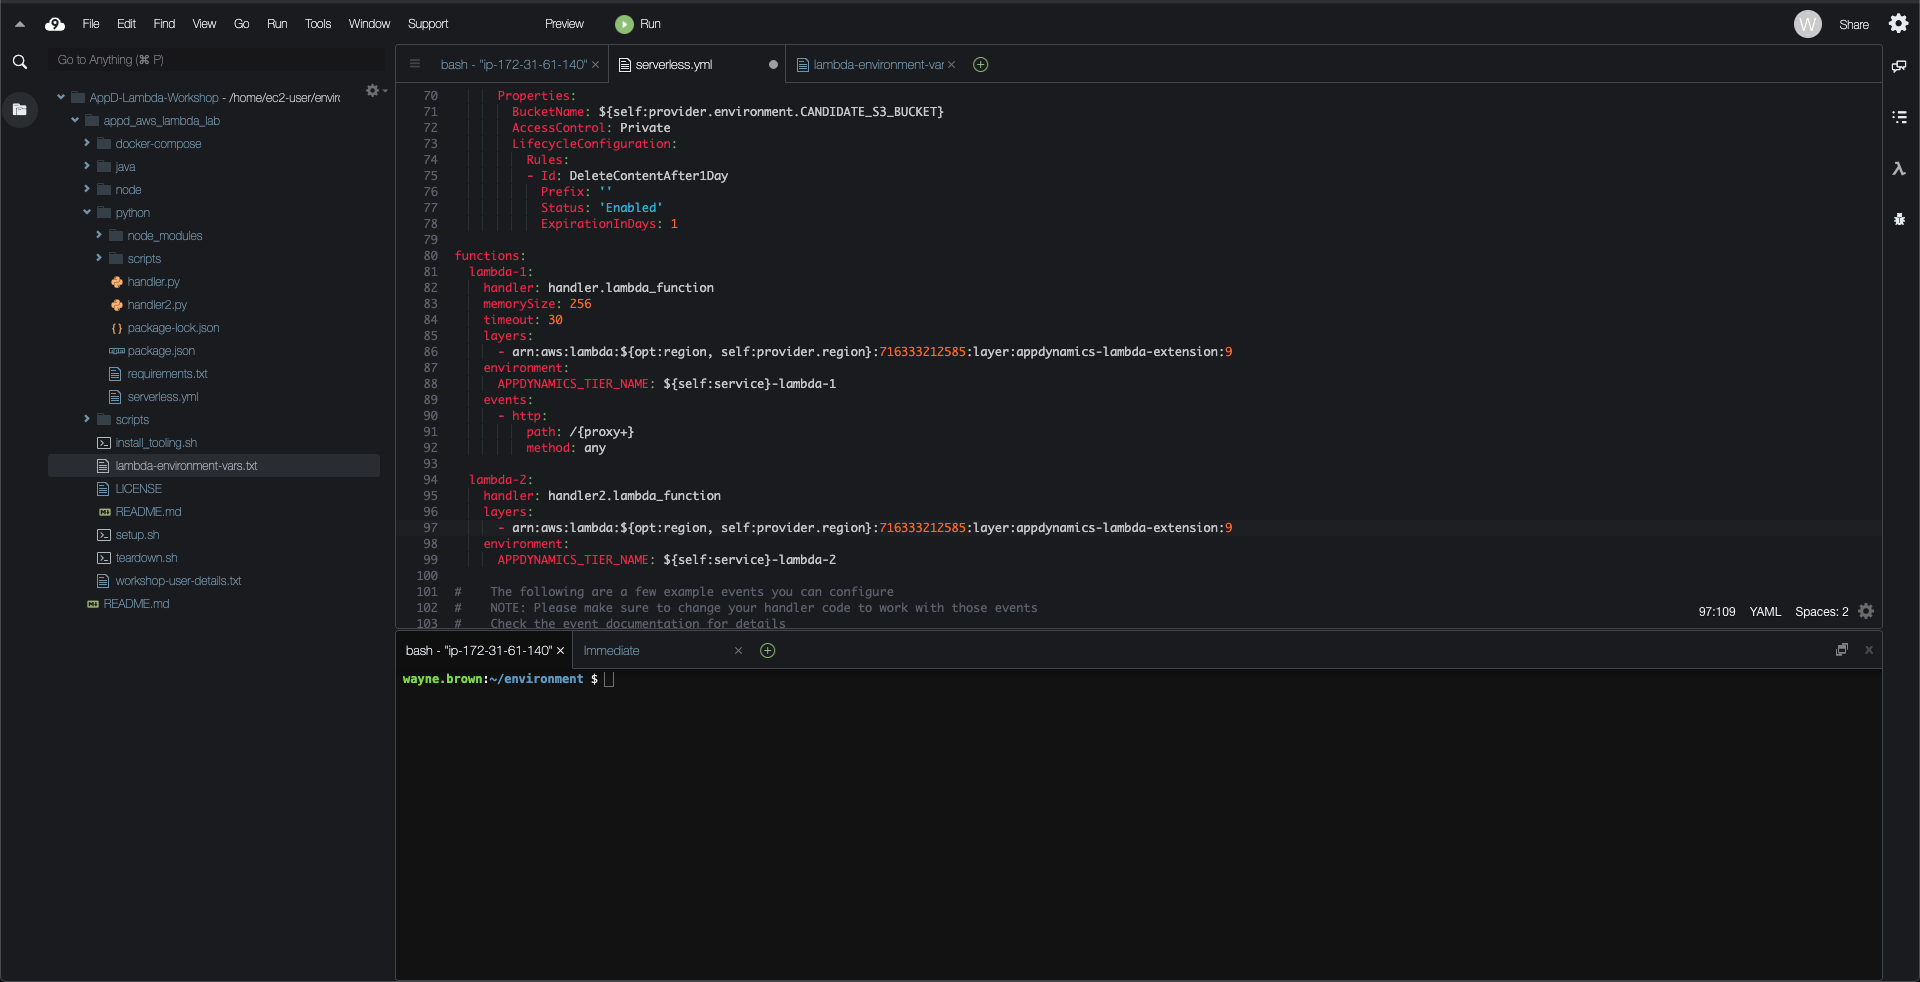 File Edit Find View Go Run Tools Window Support Preview Run W Share
Go to Anything (⌘ P)
AppD-Lambda-Workshop - /home/ec2-user/envir
appd_aws_lambda_lab
docker-compose
java
node
python
node_modules
scripts
handler.py
handler2.py
package-lock.json
package.json
requirements.txt
serverless.yml
scripts
install_tooling.sh
lambda-environment-vars.txt
LICENSE
README.md
setup.sh
teardown.sh
workshop-user-details.txt
README.md
bash - "ip-172-31-61-140" × serverless.yml lambda-environment-var ×
70 Properties:
71 BucketName: ${self:provider.environment.CANDIDATE_S3_BUCKET}
72 AccessControl: Private
73 LifecycleConfiguration:
74 Rules:
75 - Id: DeleteContentAfter1Day
76 Prefix: ''
77 Status: 'Enabled'
78 ExpirationInDays: 1
79
80 functions:
81 lambda-1:
82 handler: handler.lambda_function
83 memorySize: 256
84 timeout: 30
85 layers:
86 - arn:aws:lambda:${opt:region, self:provider.region}:716333212585:layer:appdynamics-lambda-extension:9
87 environment:
88 APPDYNAMICS_TIER_NAME: ${self:service}-lambda-1
89 events:
90 - http:
91 path: /{proxy+}
92 method: any
93
94 lambda-2:
95 handler: handler2.lambda_function
96 layers:
97 - arn:aws:lambda:${opt:region, self:provider.region}:716333212585:layer:appdynamics-lambda-extension:9
98 environment:
99 APPDYNAMICS_TIER_NAME: ${self:service}-lambda-2
100
101 # The following are a few example events you can configure
102 # NOTE: Please make sure to change your handler code to work with those events
103 # Check the event documentation for details
97:109 YAML Spaces: 2
bash - "ip-172-31-61-140" × Immediate ×
wayne.brown:~/environment $